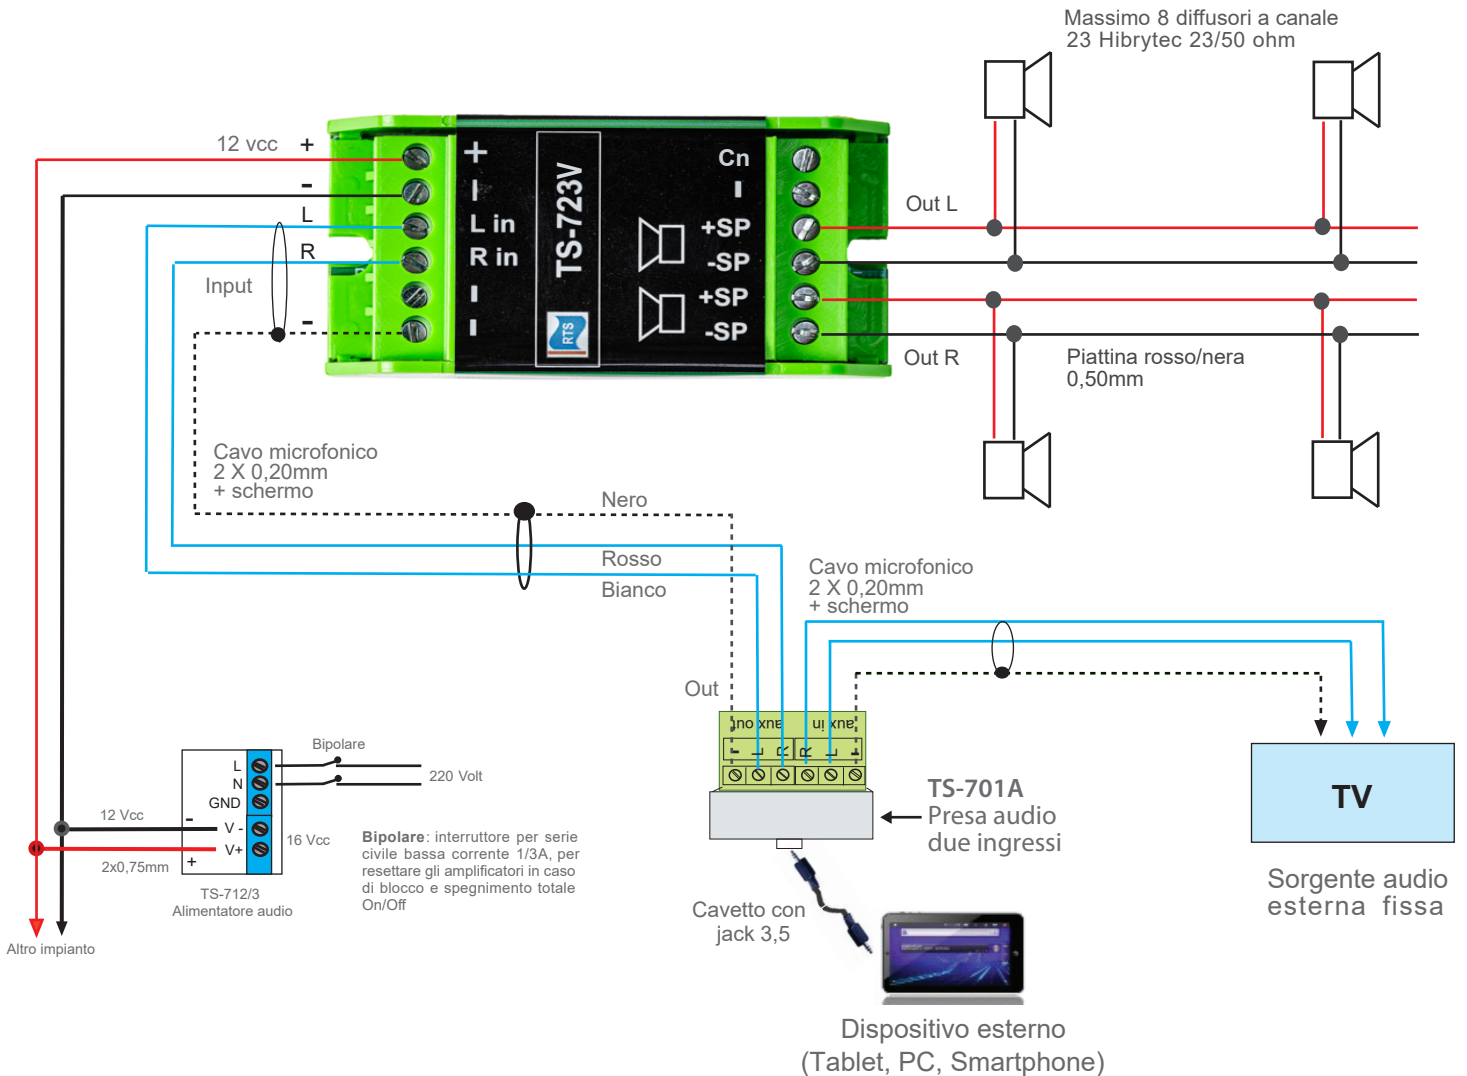 Massimo 8 diffusori a canale
23 Hibrytec 23/50 ohm
12 vcc +
-
L
R
Input
-
+
-
L in
R in
-
-
TS-723V
RTS
Cn
-
+SP
-SP
+SP
-SP
Out L
Out R
Piattina rosso/nera
0,50mm
Cavo microfonico
2 X 0,20mm
+ schermo
Nero
Rosso
Bianco
Cavo microfonico
2 X 0,20mm
+ schermo
Out
aux out
aux in
- L R R L -
TS-701A
Presa audio
due ingressi
TV
Sorgente audio
esterna fissa
Cavetto con
jack 3,5
Dispositivo esterno
(Tablet, PC, Smartphone)
Bipolare
220 Volt
L
N
GND
V -
V+
-
+
12 Vcc
16 Vcc
2x0,75mm
TS-712/3
Alimentatore audio
Bipolare: interruttore per serie
civile bassa corrente 1/3A, per
resettare gli amplificatori in caso
di blocco e spegnimento totale
On/Off
Altro impianto